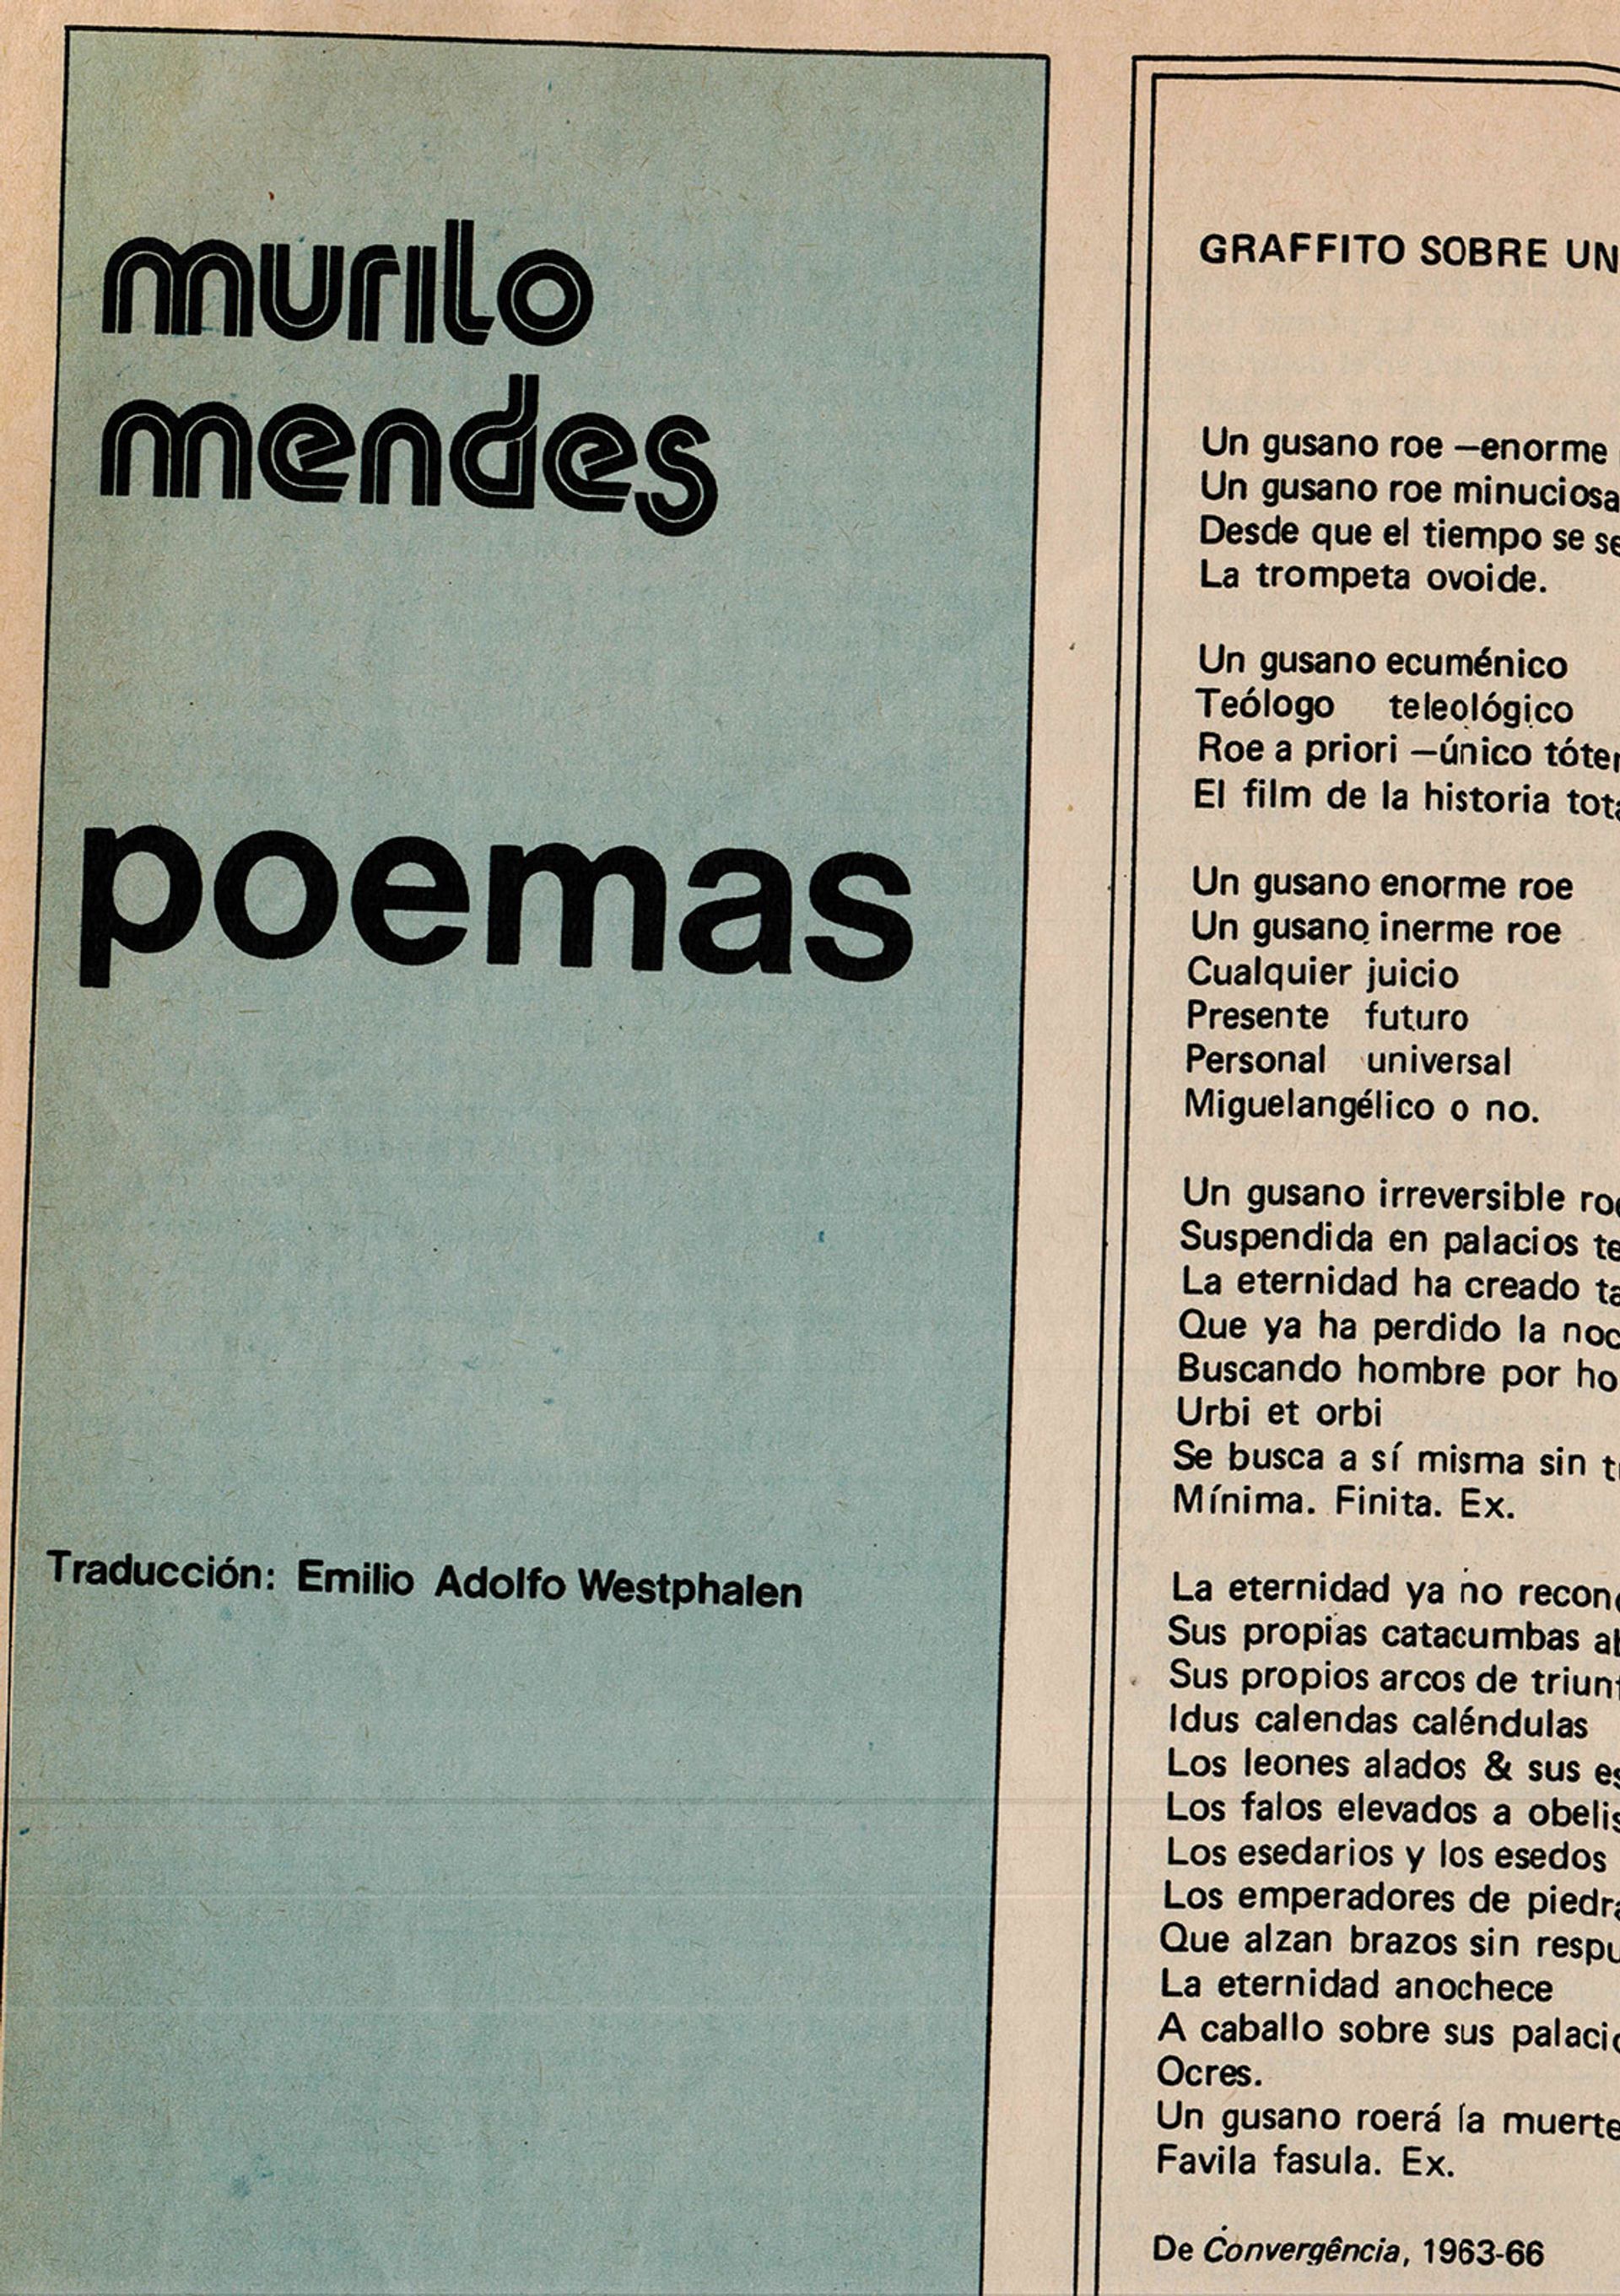 murilo
mendes
poemas
Traducción: Emilio Adolfo Westphalen
GRAFFITO SOBRE UN
Un gusano roe —enorme
Un gusano roe
Desde que el tiempo se
La trompeta ovoide.
Un gusano ecuménico
Teólogo teleológico
Roe a priori —único
El film de la historia
Un gusano enorme roe
Un gusano inerme roe
Cualquier juicio
Presente futuro
Personal universal
Miguelangélico o no.
Un gusano irreversible
Suspendida en palacios
La eternidad ha creado
Que ya ha perdido la
Buscando hombre por
Urbi et orbi
Se busca a sí misma sin
Mínima. Finita. Ex.
La eternidad ya no
Sus propias catacumbas
Sus propios arcos de
Idus calendas caléndulas
Los leones alados & sus
Los falos elevados a
Los esedarios y los esedos
Los emperadores de
Que alzan brazos sin
La eternidad anochece
A caballo sobre sus
Ocres.
Un gusano roerá la muerte
Favila fasula. Ex.
De Convergência, 1963-66